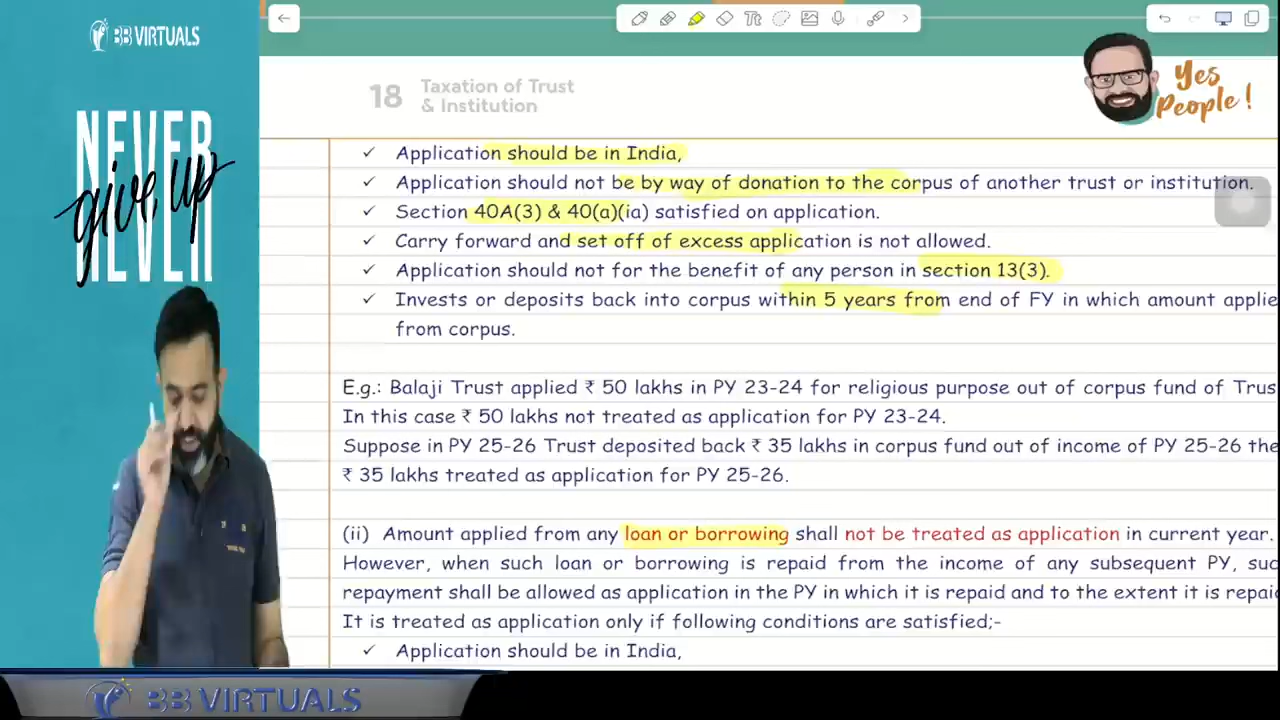 BB VIRTUALS
NEVER
give up
NEVER
Tt
18 Taxation of Trust
& Institution
Yes
People !
✓ Application should be in India,
✓ Application should not be by way of donation to the corpus of another trust or institution.
✓ Section 40A(3) & 40(a)(ia) satisfied on application.
✓ Carry forward and set off of excess application is not allowed.
✓ Application should not for the benefit of any person in section 13(3).
✓ Invests or deposits back into corpus within 5 years from end of FY in which amount applie
from corpus.
E.g.: Balaji Trust applied ₹ 50 lakhs in PY 23-24 for religious purpose out of corpus fund of Trus
In this case ₹ 50 lakhs not treated as application for PY 23-24.
Suppose in PY 25-26 Trust deposited back ₹ 35 lakhs in corpus fund out of income of PY 25-26 the
₹ 35 lakhs treated as application for PY 25-26.
(ii) Amount applied from any loan or borrowing shall not be treated as application in current year.
However, when such loan or borrowing is repaid from the income of any subsequent PY, suc
repayment shall be allowed as application in the PY in which it is repaid and to the extent it is repaid
It is treated as application only if following conditions are satisfied;-
✓ Application should be in India,
BB VIRTUALS